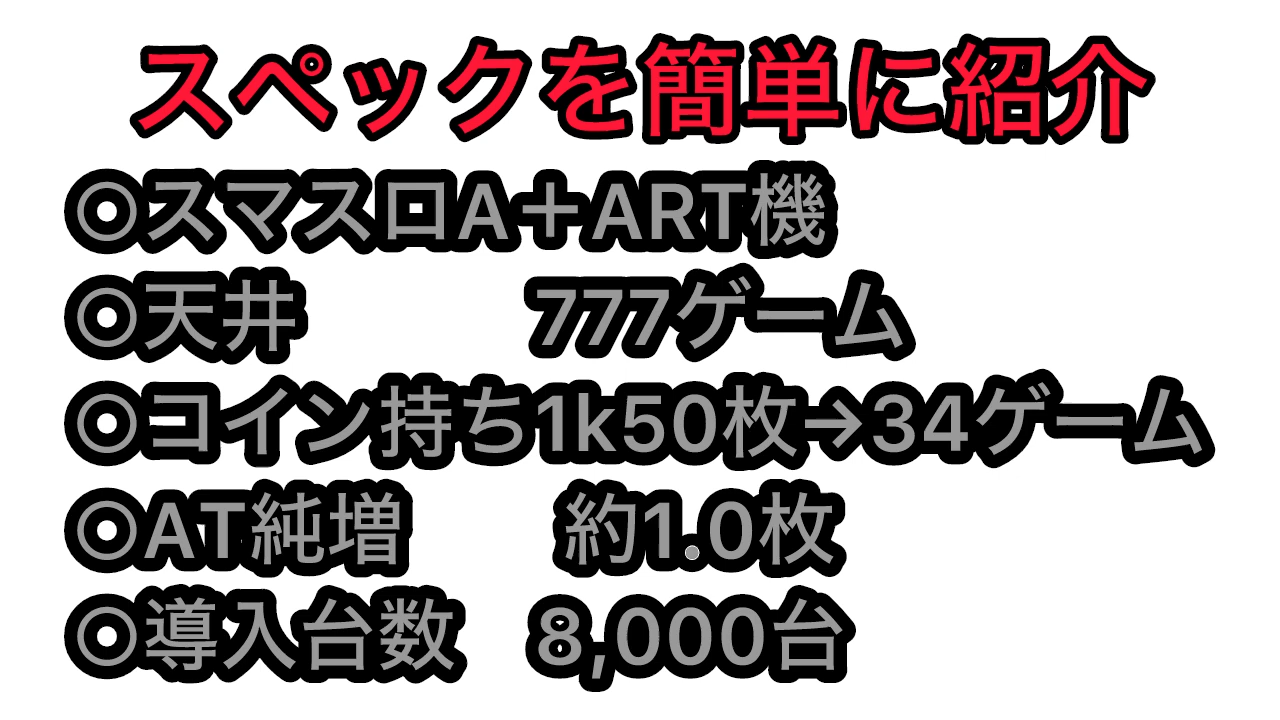 スペックを簡単に紹介
◎スマスロA＋ART機
◎天井　　　777ゲーム
◎コイン持ち1k50枚→34ゲーム
◎AT純増　　約1.0枚
◎導入台数　8,000台